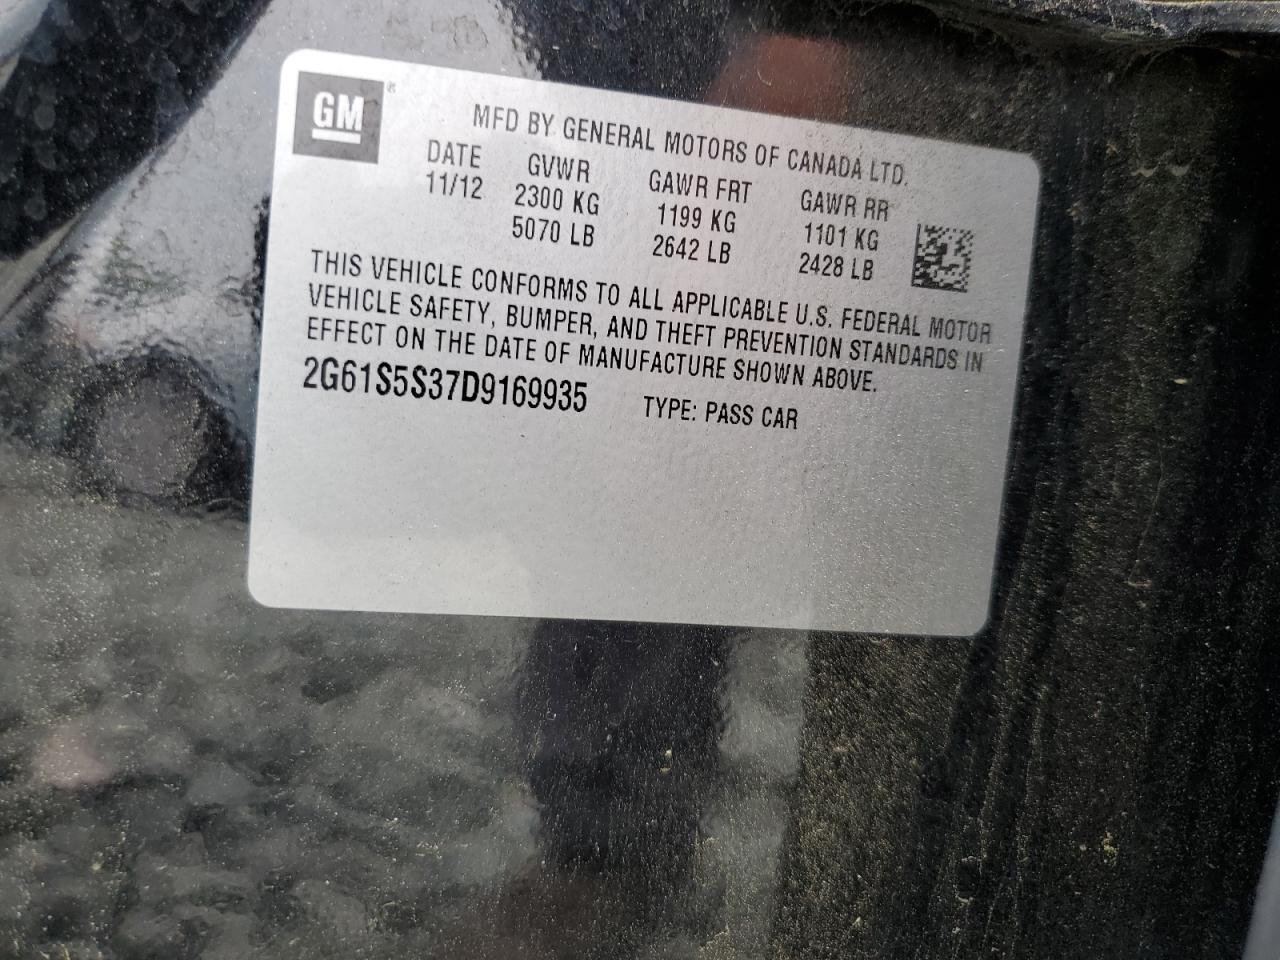 GM®
MFD BY GENERAL MOTORS OF CANADA LTD.
DATE GVWR GAWR FRT GAWR RR
11/12 2300 KG 1199 KG 1101 KG
5070 LB 2642 LB 2428 LB
THIS VEHICLE CONFORMS TO ALL APPLICABLE U.S. FEDERAL MOTOR
VEHICLE SAFETY, BUMPER, AND THEFT PREVENTION STANDARDS IN
EFFECT ON THE DATE OF MANUFACTURE SHOWN ABOVE.
2G61S5S37D9169935 TYPE: PASS CAR